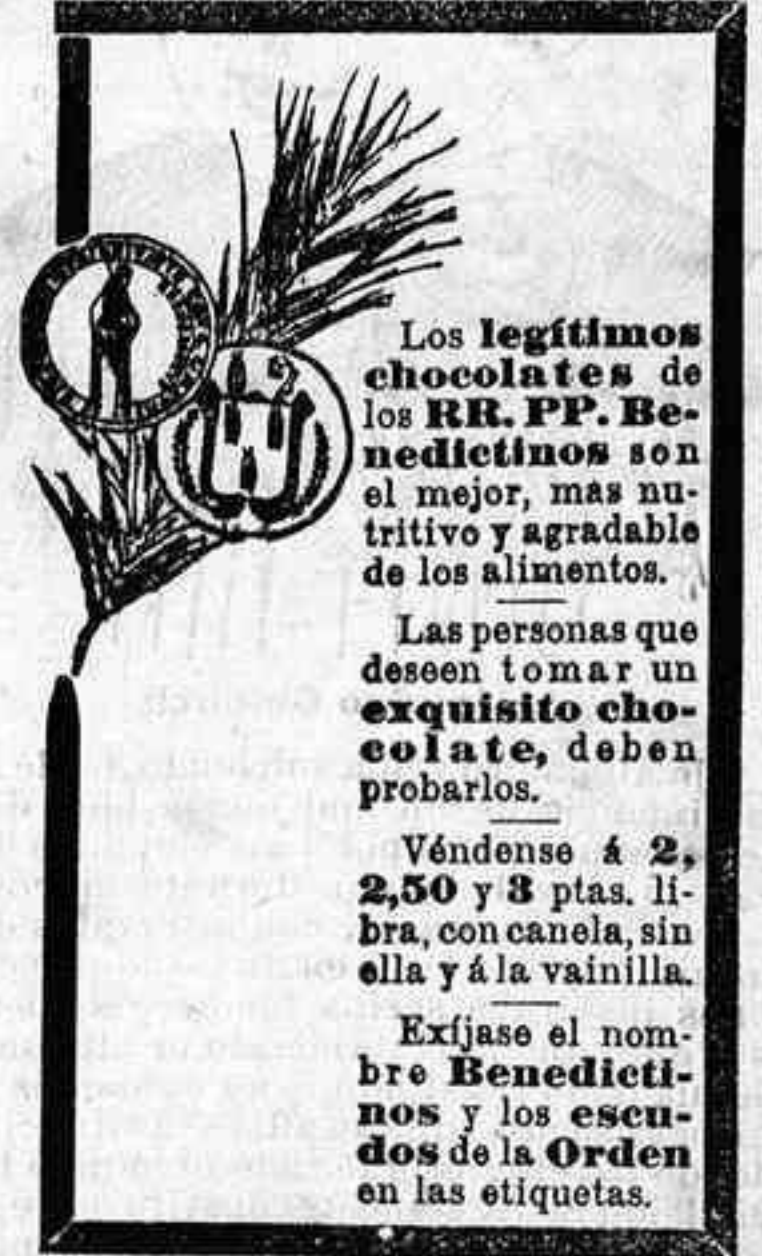 Los legítimos
chocolates de
los RR. PP. Be-
nedictinos son
el mejor, mas nu-
tritivo y agradable
de los alimentos.
Las personas que
deseen tomar un
exquisito cho-
colate, deben
probarlos.
Véndense á 2,
2,50 y 3 ptas. li-
bra, con canela, sin
ella y á la vainilla.
Exíjase el nom-
bre Benedicti-
nos y los escu-
dos de la Orden
en las etiquetas.